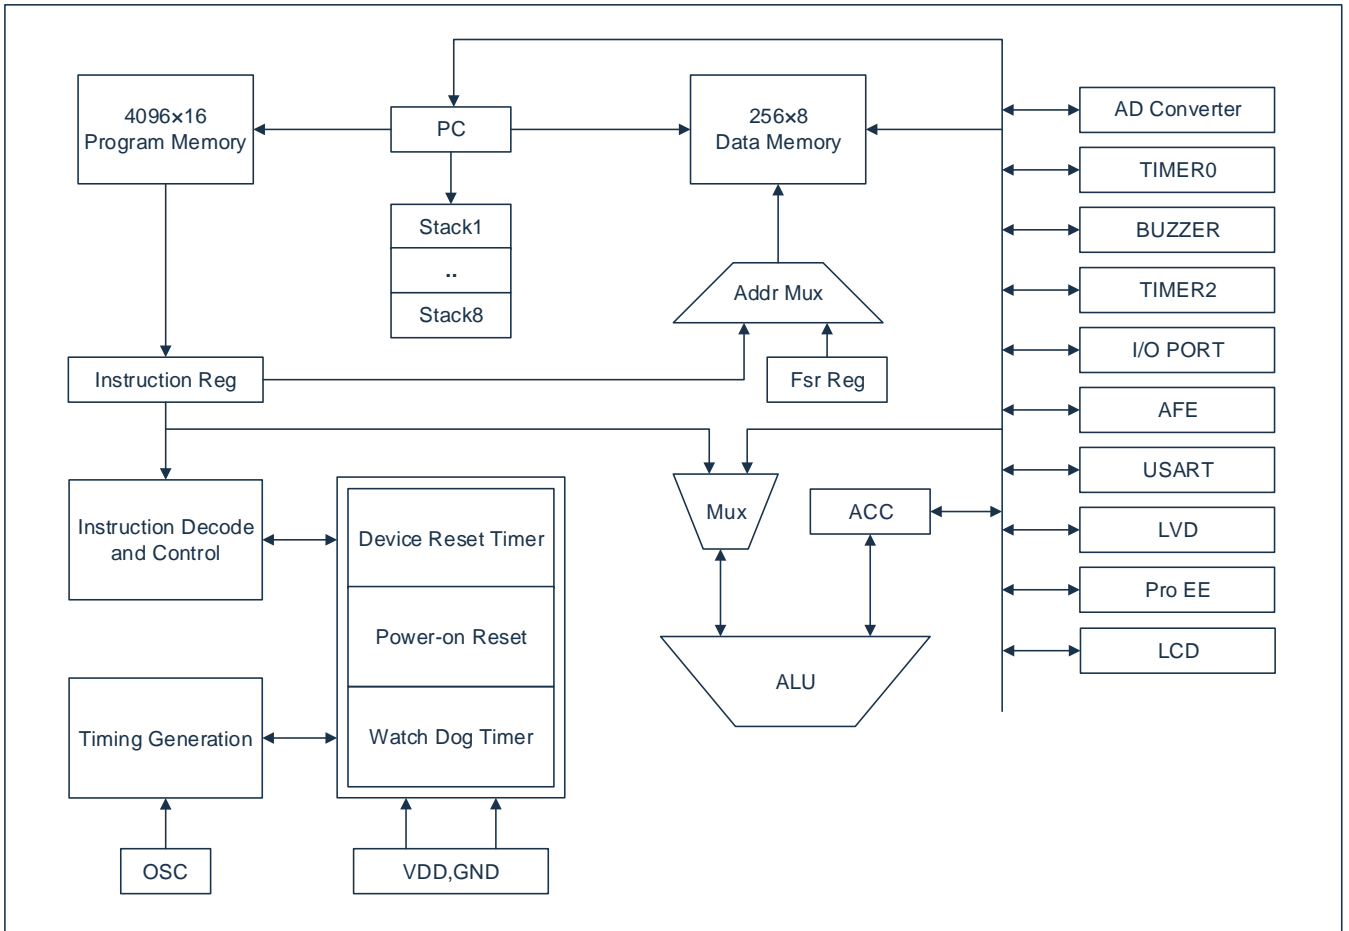 4096×16
Program Memory
PC
256×8
Data Memory
AD Converter
TIMER0
BUZZER
TIMER2
I/O PORT
AFE
USART
LVD
Pro EE
LCD
Stack1
..
Stack8
Addr Mux
Instruction Reg
Fsr Reg
Instruction Decode
and Control
Device Reset Timer
Power-on Reset
Watch Dog Timer
Mux
ACC
ALU
Timing Generation
OSC
VDD,GND